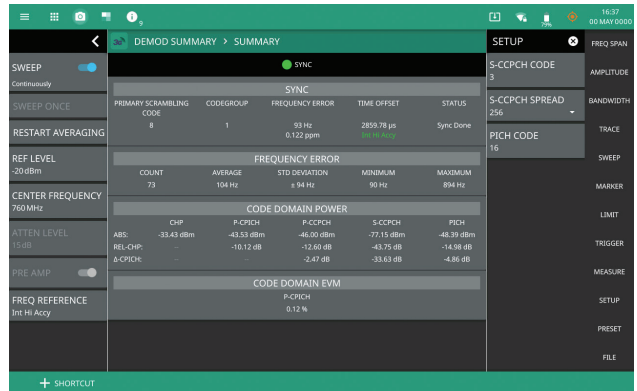 9
79%
16:37
00 MAY 0000
DEMOD SUMMARY > SUMMARY
SETUP
FREQ SPAN
AMPLITUDE
BANDWIDTH
TRACE
SWEEP
MARKER
LIMIT
TRIGGER
MEASURE
SETUP
PRESET
FILE
SWEEP
Continuously
SWEEP ONCE
RESTART AVERAGING
REF LEVEL
-20 dBm
CENTER FREQUENCY
760 MHz
ATTEN LEVEL
15 dB
PRE AMP
FREQ REFERENCE
Int Hi Accy
SYNC
SYNC
PRIMARY SCRAMBLING CODEGROUP FREQUENCY ERROR TIME OFFSET STATUS
CODE
8 1 93 Hz 2859.78 µs Sync Done
0.122 ppm Int Hi Accy
FREQUENCY ERROR
COUNT AVERAGE STD DEVIATION MINIMUM MAXIMUM
73 104 Hz ± 94 Hz 90 Hz 894 Hz
CODE DOMAIN POWER
CHP P-CPICH P-CCPCH S-CCPCH PICH
ABS: -33.43 dBm -43.53 dBm -46.00 dBm -77.15 dBm -48.39 dBm
REL-CHP: -- -10.12 dB -12.60 dB -43.75 dB -14.98 dB
Δ-CPICH: -- -- -2.47 dB -33.63 dB -4.86 dB
CODE DOMAIN EVM
P-CPICH
0.12 %
S-CCPCH CODE
3
S-CCPCH SPREAD
256
PICH CODE
16
+ SHORTCUT